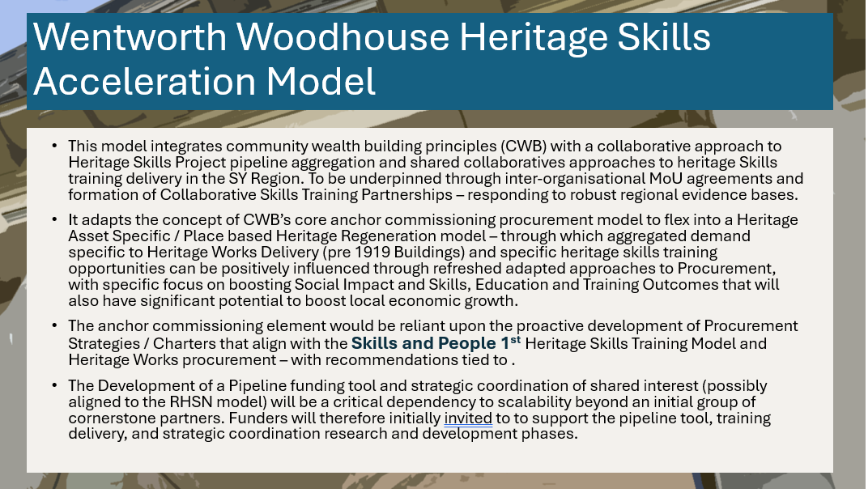 Wentworth Woodhouse Heritage Skills
Acceleration Model
• This model integrates community wealth building principles (CWB) with a collaborative approach to
Heritage Skills Project pipeline aggregation and shared collaboratives approaches to heritage Skills
training delivery in the SY Region. To be underpinned through inter-organisational MoU agreements and
formation of Collaborative Skills Training Partnerships – responding to robust regional evidence bases.
• It adapts the concept of CWB's core anchor commissioning procurement model to flex into a Heritage
Asset Specific / Place based Heritage Regeneration model – through which aggregated demand
specific to Heritage Works Delivery (pre 1919 Buildings) and specific heritage skills training
opportunities can be positively influenced through refreshed adapted approaches to Procurement,
with specific focus on boosting Social Impact and Skills, Education and Training Outcomes that will
also have significant potential to boost local economic growth.
• The anchor commissioning element would be reliant upon the proactive development of Procurement
Strategies / Charters that align with the Skills and People 1st Heritage Skills Training Model and
Heritage Works procurement – with recommendations tied to .
• The Development of a Pipeline funding tool and strategic coordination of shared interest (possibly
aligned to the RHSN model) will be a critical dependency to scalability beyond an initial group of
cornerstone partners. Funders will therefore initially invited to to support the pipeline tool, training
delivery, and strategic coordination research and development phases.